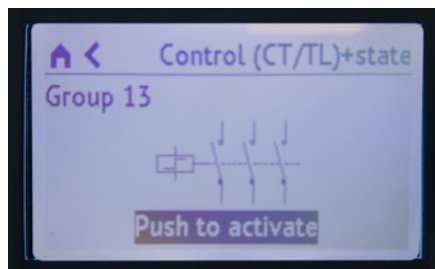 Control (CT/TL)+state
Group 13
Push to activate